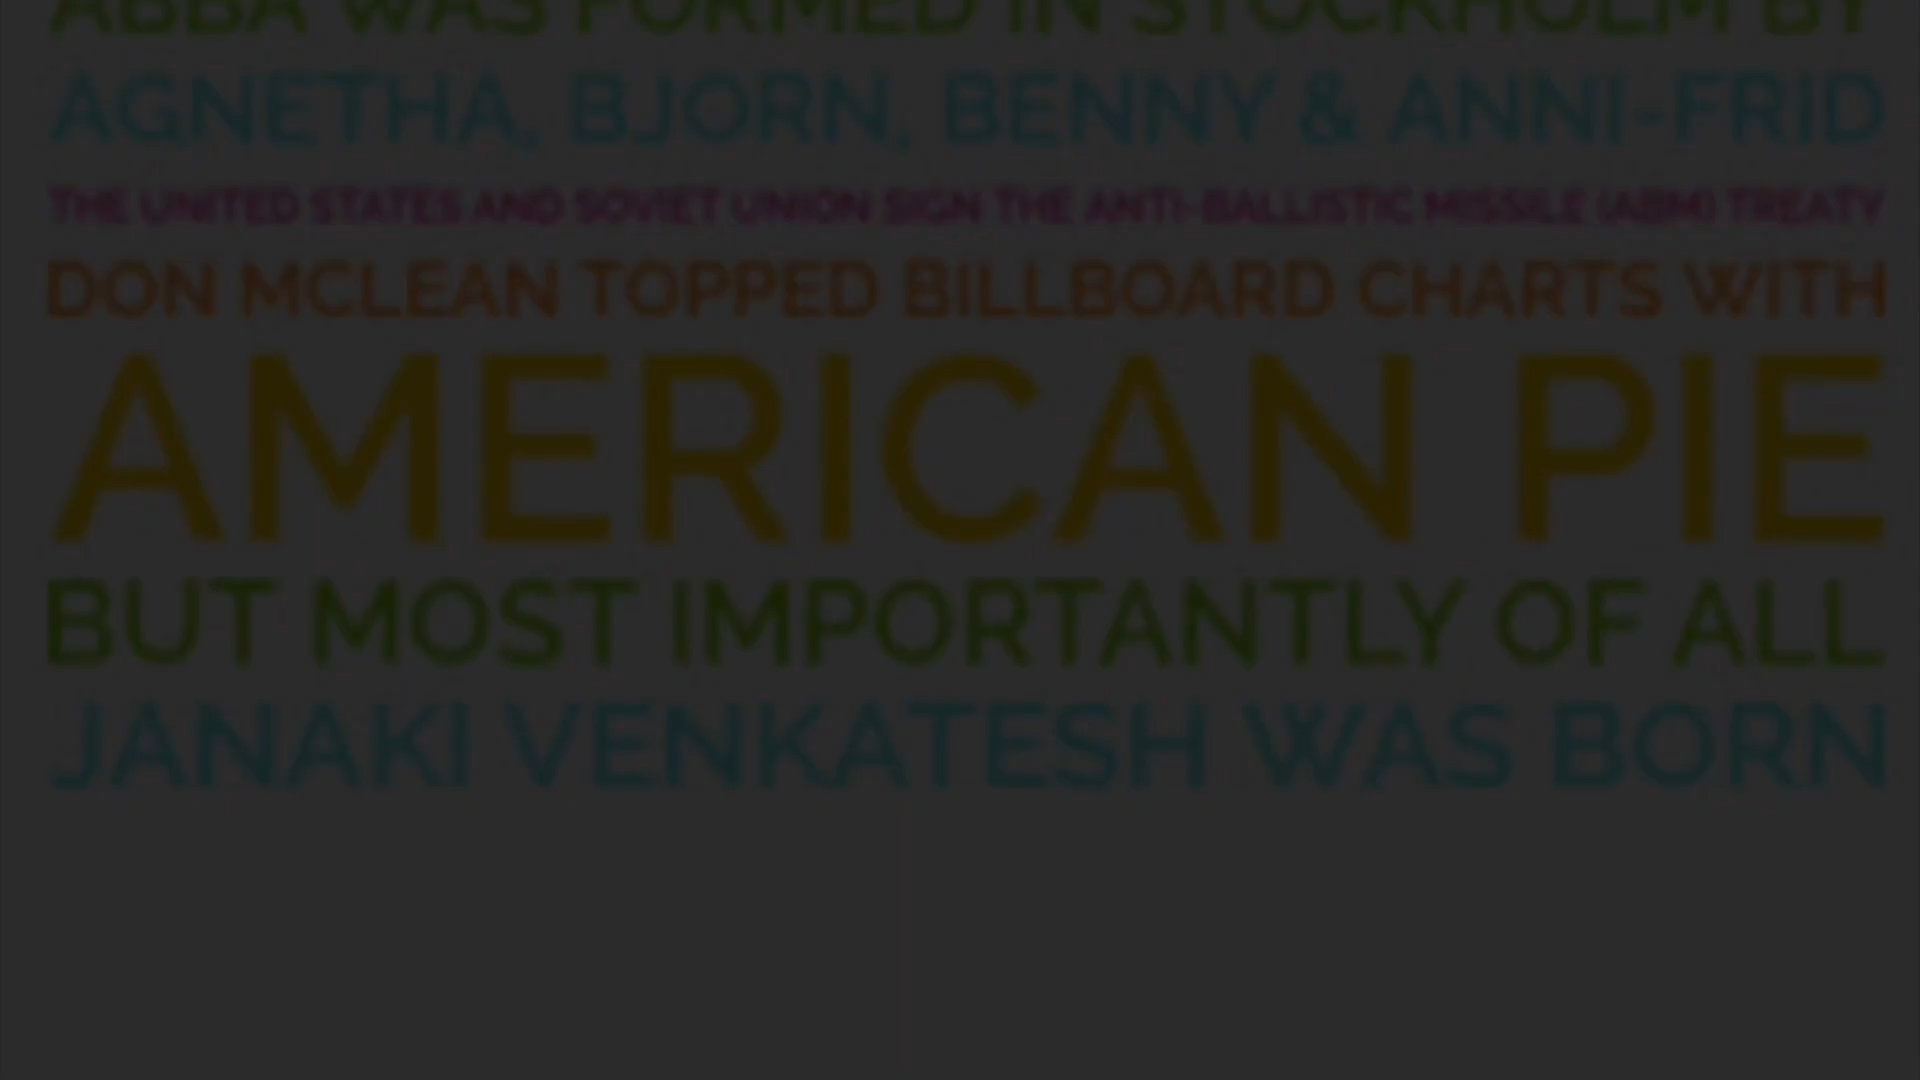 ABBA WAS FORMED IN STOCKHOLM BY
AGNETHA, BJORN, BENNY & ANNI-FRID
THE UNITED STATES AND SOVIET UNION SIGN THE ANTI-BALLISTIC MISSILE (ABM) TREATY
DON MCLEAN TOPPED BILLBOARD CHARTS WITH
AMERICAN PIE
BUT MOST IMPORTANTLY OF ALL
JANAKI VENKATESH WAS BORN